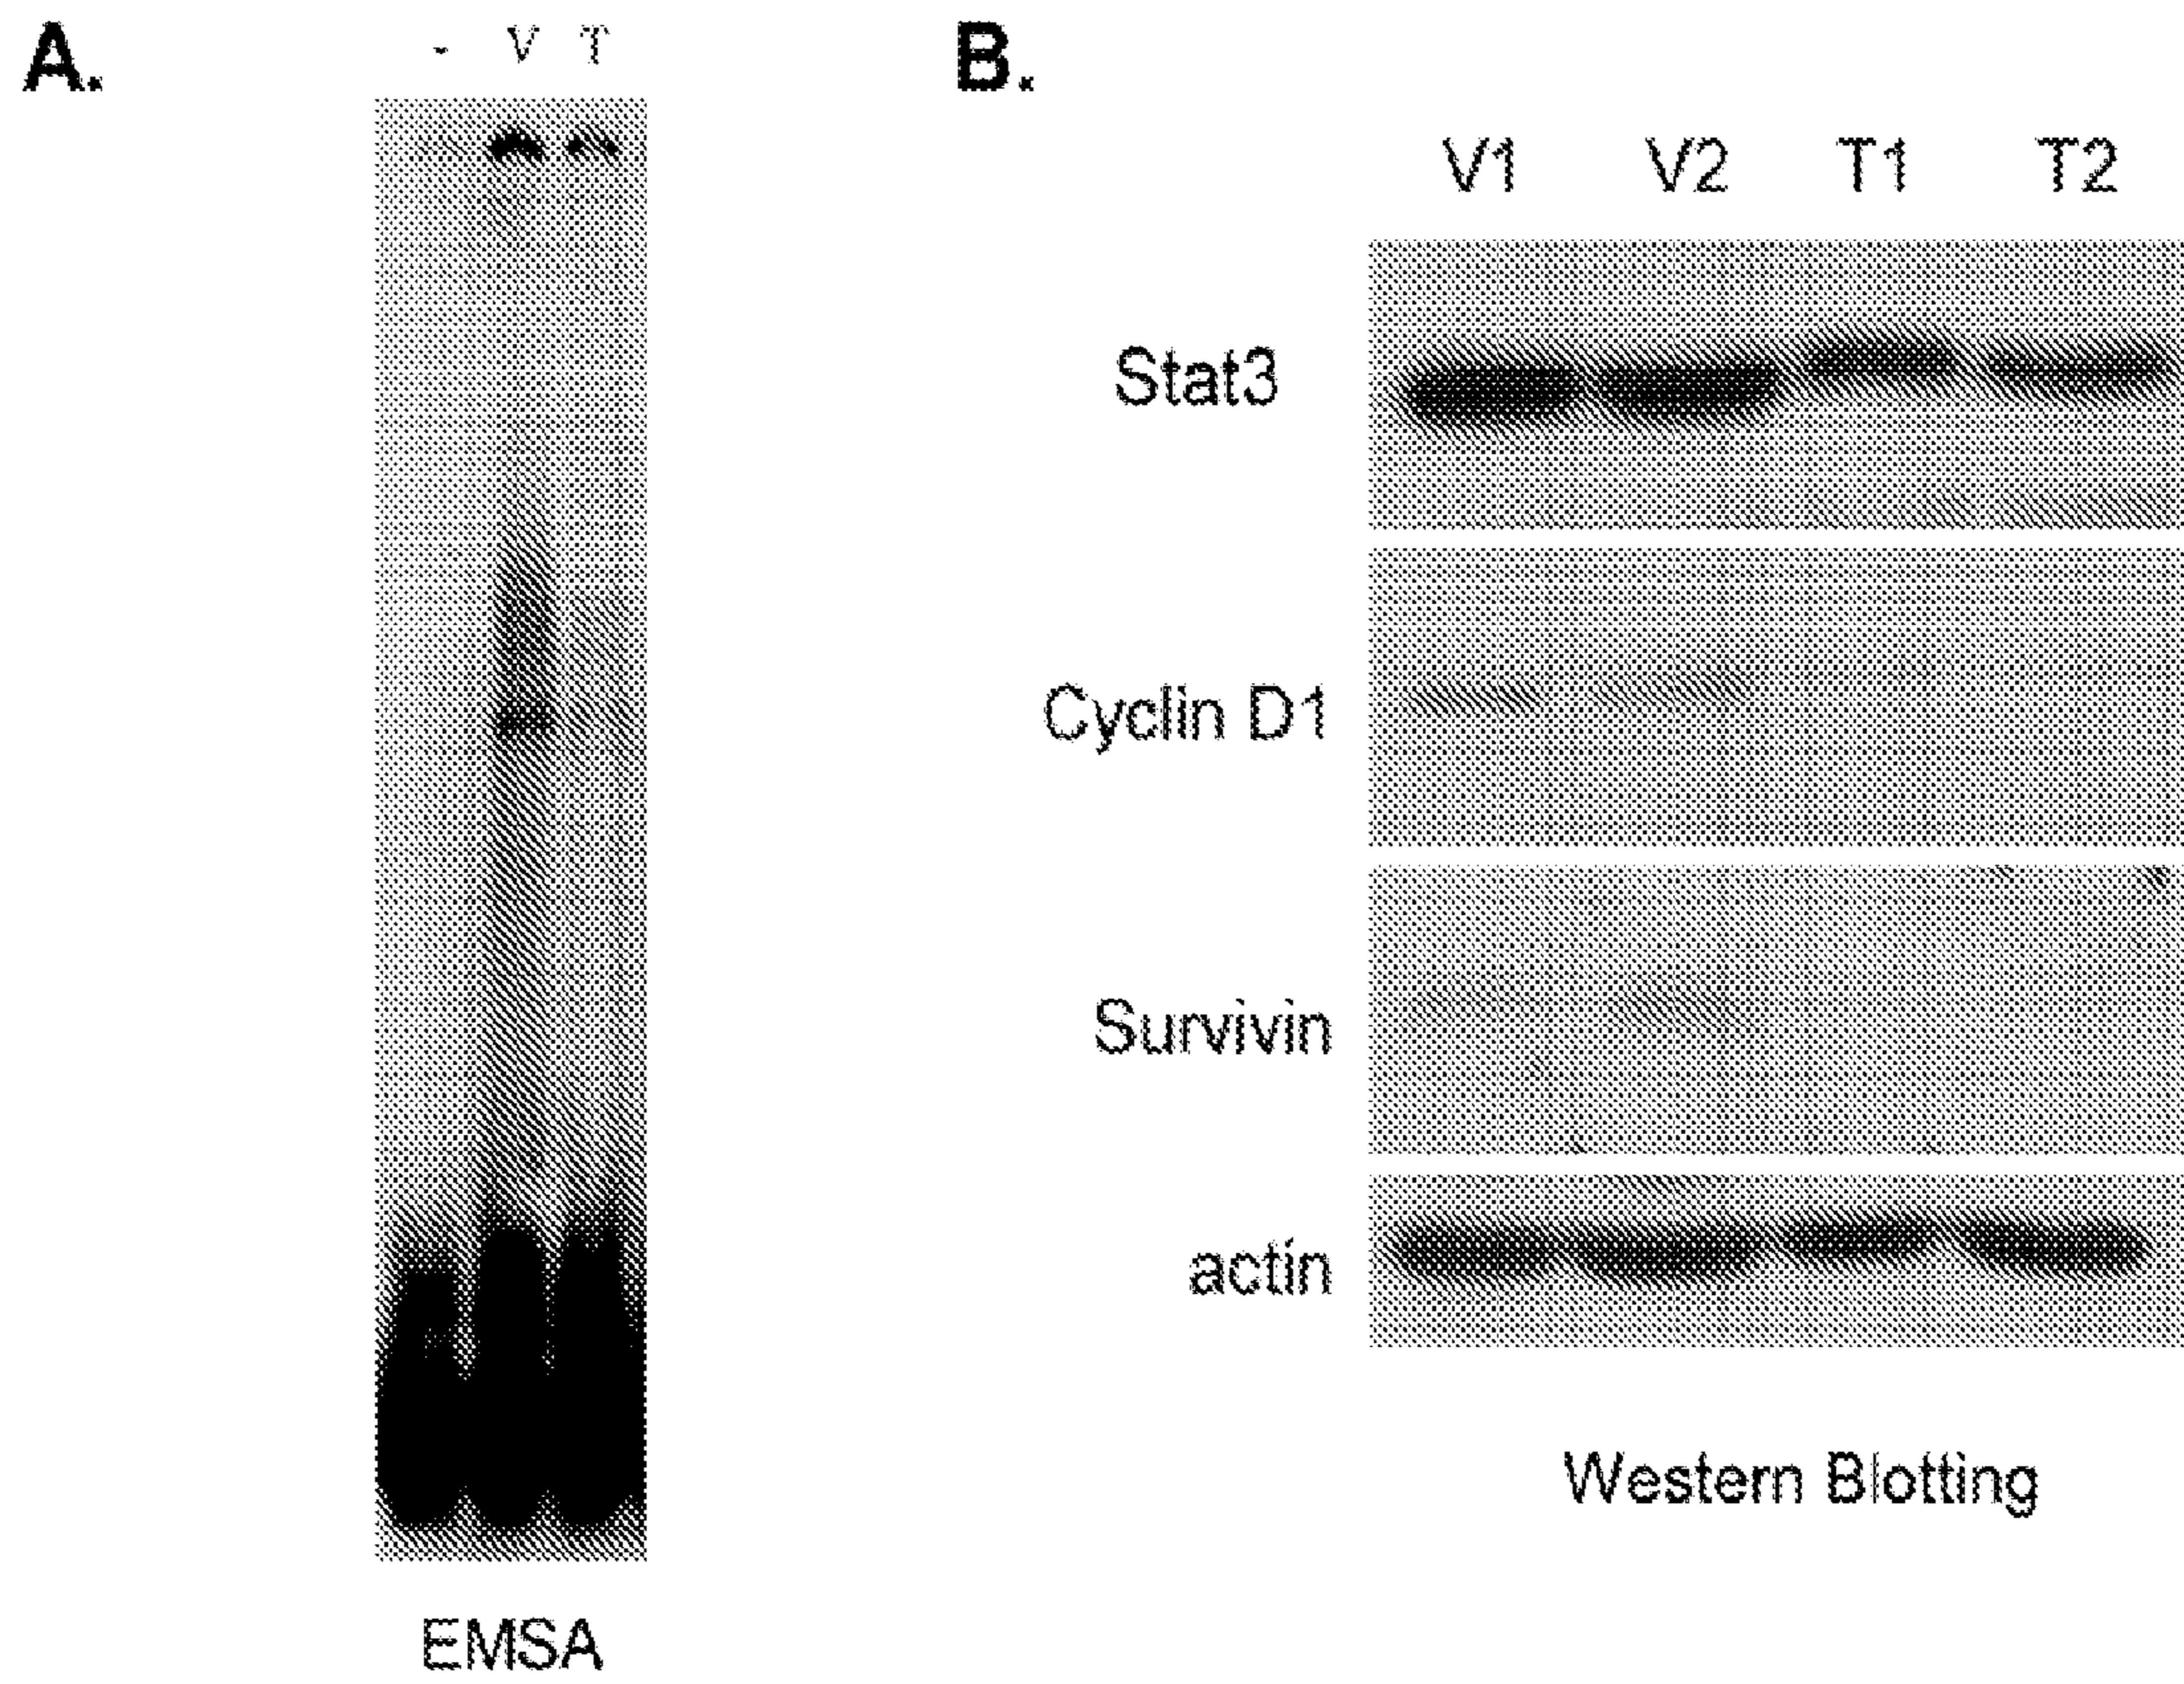 A.
- V T
EMSA
B.
V1 V2 T1 T2
Stat3
Cyclin D1
Survivin
actin
Western Blotting